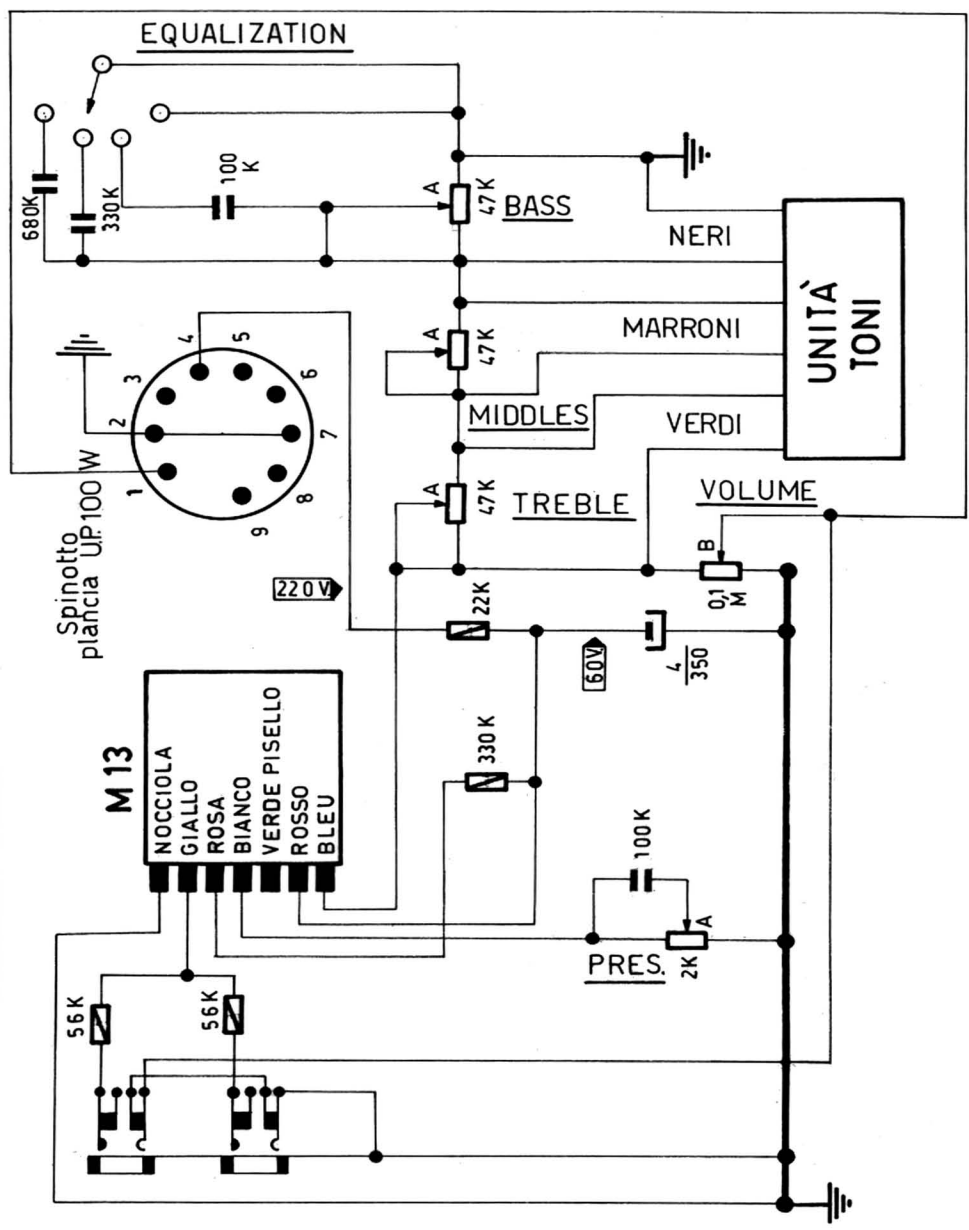 EQUALIZATION
680K
330K
100
K
A
47K
BASS
NERI
A
47K
MARRONI
MIDDLES
UNITÀ
TONI
VERDI
A
47K
TREBLE
VOLUME
B
0,1
M
1
2
3
4
5
6
7
8
9
Spinotto
plancia U.P.100 W
220V.
22K
60V.
4
350
M13
NOCCIOLA
GIALLO
ROSA
BIANCO
VERDE PISELLO
ROSSO
BLEU
330K
100K
PRES.
2K
A
56K
56K